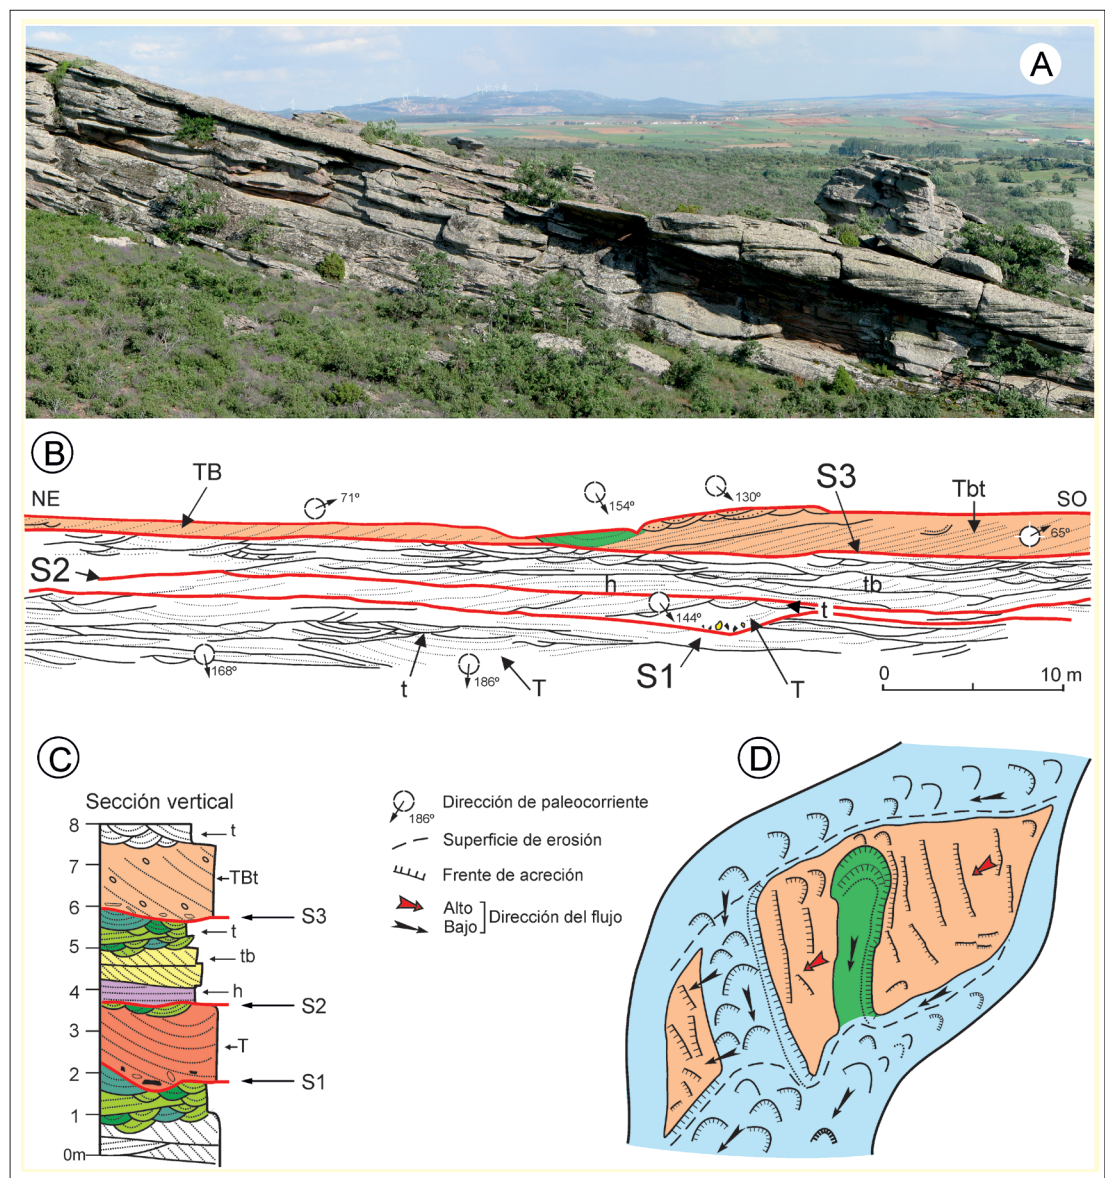 A
B
TB
NE
71º
154º
130º
S3
Tbt
SO
65º
S2
h
tb
144º
t
168º
t
186º
T
S1
T
0
10 m
C
Sección vertical
8
t
7
TBt
6
S3
t
5
tb
4
h
S2
3
T
2
S1
1
0m
186º
Dirección de paleocorriente
Superficie de erosión
Frente de acreción
Alto
Bajo
Dirección del flujo
D